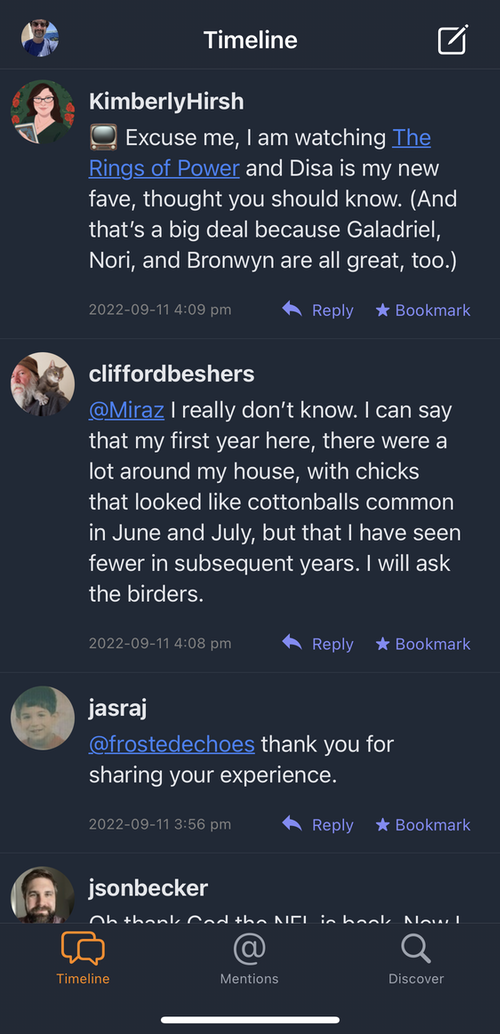 Timeline
KimberlyHirsh
📺 Excuse me, I am watching The
Rings of Power and Disa is my new
fave, thought you should know. (And
that’s a big deal because Galadriel,
Nori, and Bronwyn are all great, too.)
2022-09-11 4:09 pm Reply Bookmark
cliffordbeshers
@Miraz I really don’t know. I can say
that my first year here, there were a
lot around my house, with chicks
that looked like cottonballs common
in June and July, but that I have seen
fewer in subsequent years. I will ask
the birders.
2022-09-11 4:08 pm Reply Bookmark
jasraj
@frostedechoes thank you for
sharing your experience.
2022-09-11 3:56 pm Reply Bookmark
jsonbecker
Oh thank God the NFL is back. Now I
Timeline Mentions Discover